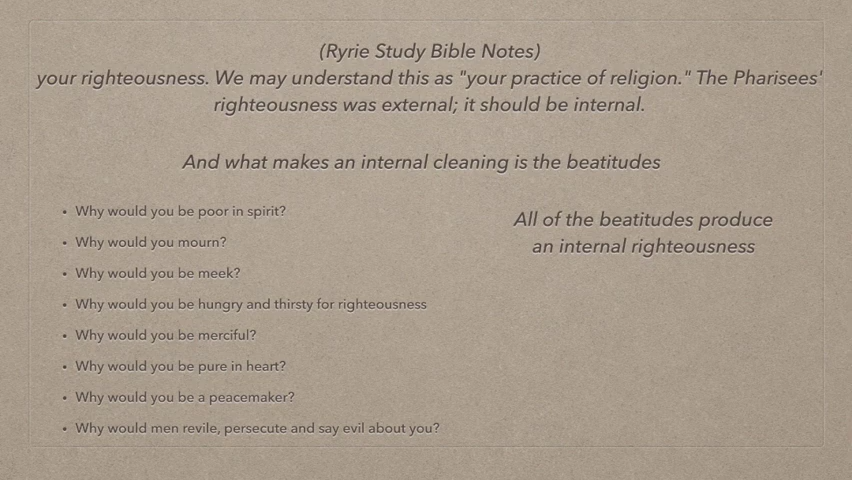 (Ryrie Study Bible Notes)
your righteousness. We may understand this as "your practice of religion." The Pharisees'
righteousness was external; it should be internal.
And what makes an internal cleaning is the beatitudes
• Why would you be poor in spirit?
• Why would you mourn?
• Why would you be meek?
• Why would you be hungry and thirsty for righteousness
• Why would you be merciful?
• Why would you be pure in heart?
• Why would you be a peacemaker?
• Why would men revile, persecute and say evil about you?
All of the beatitudes produce
an internal righteousness